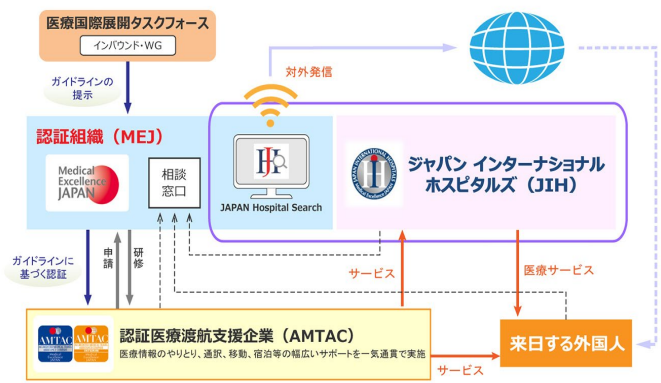 医療国際展開タスクフォース
インバウンド・WG
ガイドラインの
提示
対外発信
認証組織（MEJ）
Medical
Excellence
JAPAN
相談
窓口
JIH
JAPAN Hospital Search
ジャパン インターナショナル
ホスピタルズ（JIH）
ガイドラインに
基づく認証
申請
研修
サービス
医療サービス
AMTAC
AMTAC
認証医療渡航支援企業（AMTAC）
医療情報のやりとり、通訳、移動、宿泊等の幅広いサポートを一気通貫で実施
サービス
来日する外国人